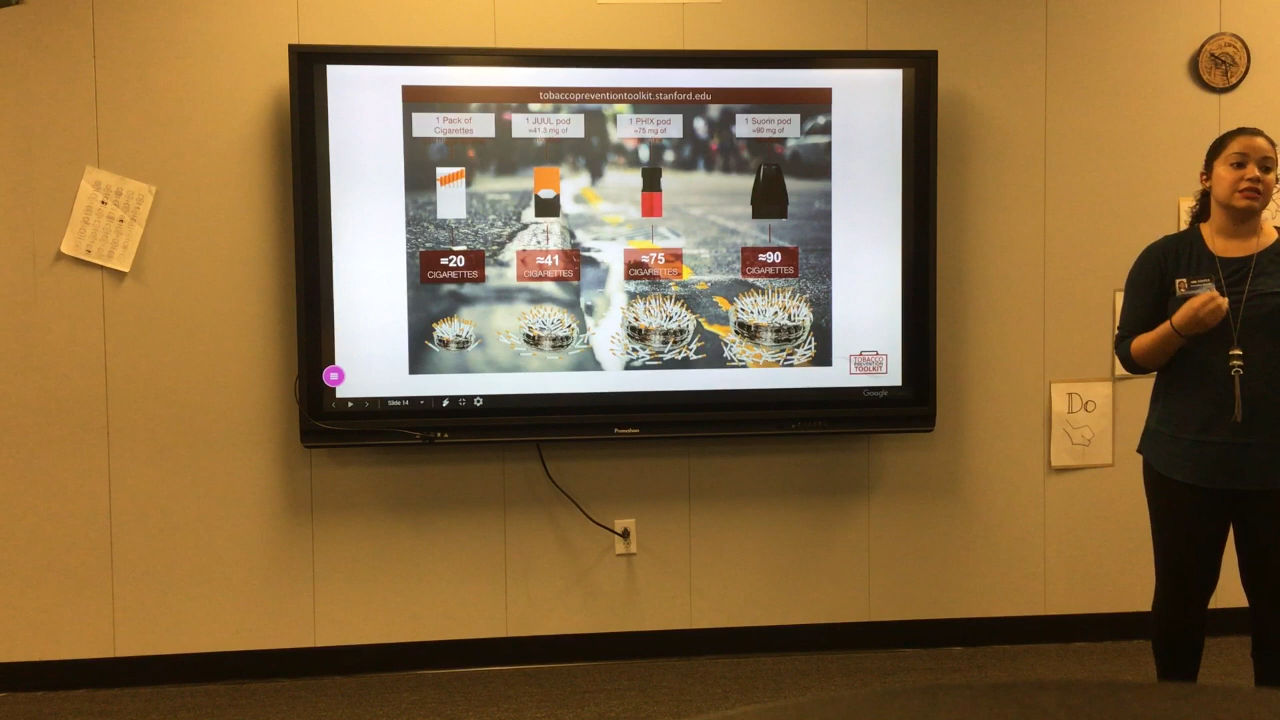 tobaccopreventiontoolkit.stanford.edu
1 Pack of
Cigarettes
1 JUUL pod
≈41.3 mg of
1 PHIX pod
≈75 mg of
1 Suorin pod
≈90 mg of
=20
CIGARETTES
≈41
CIGARETTES
≈75
CIGARETTES
≈90
CIGARETTES
TOBACCO
PREVENTION
TOOLKIT
Slide 14
Google
Promethean
Do